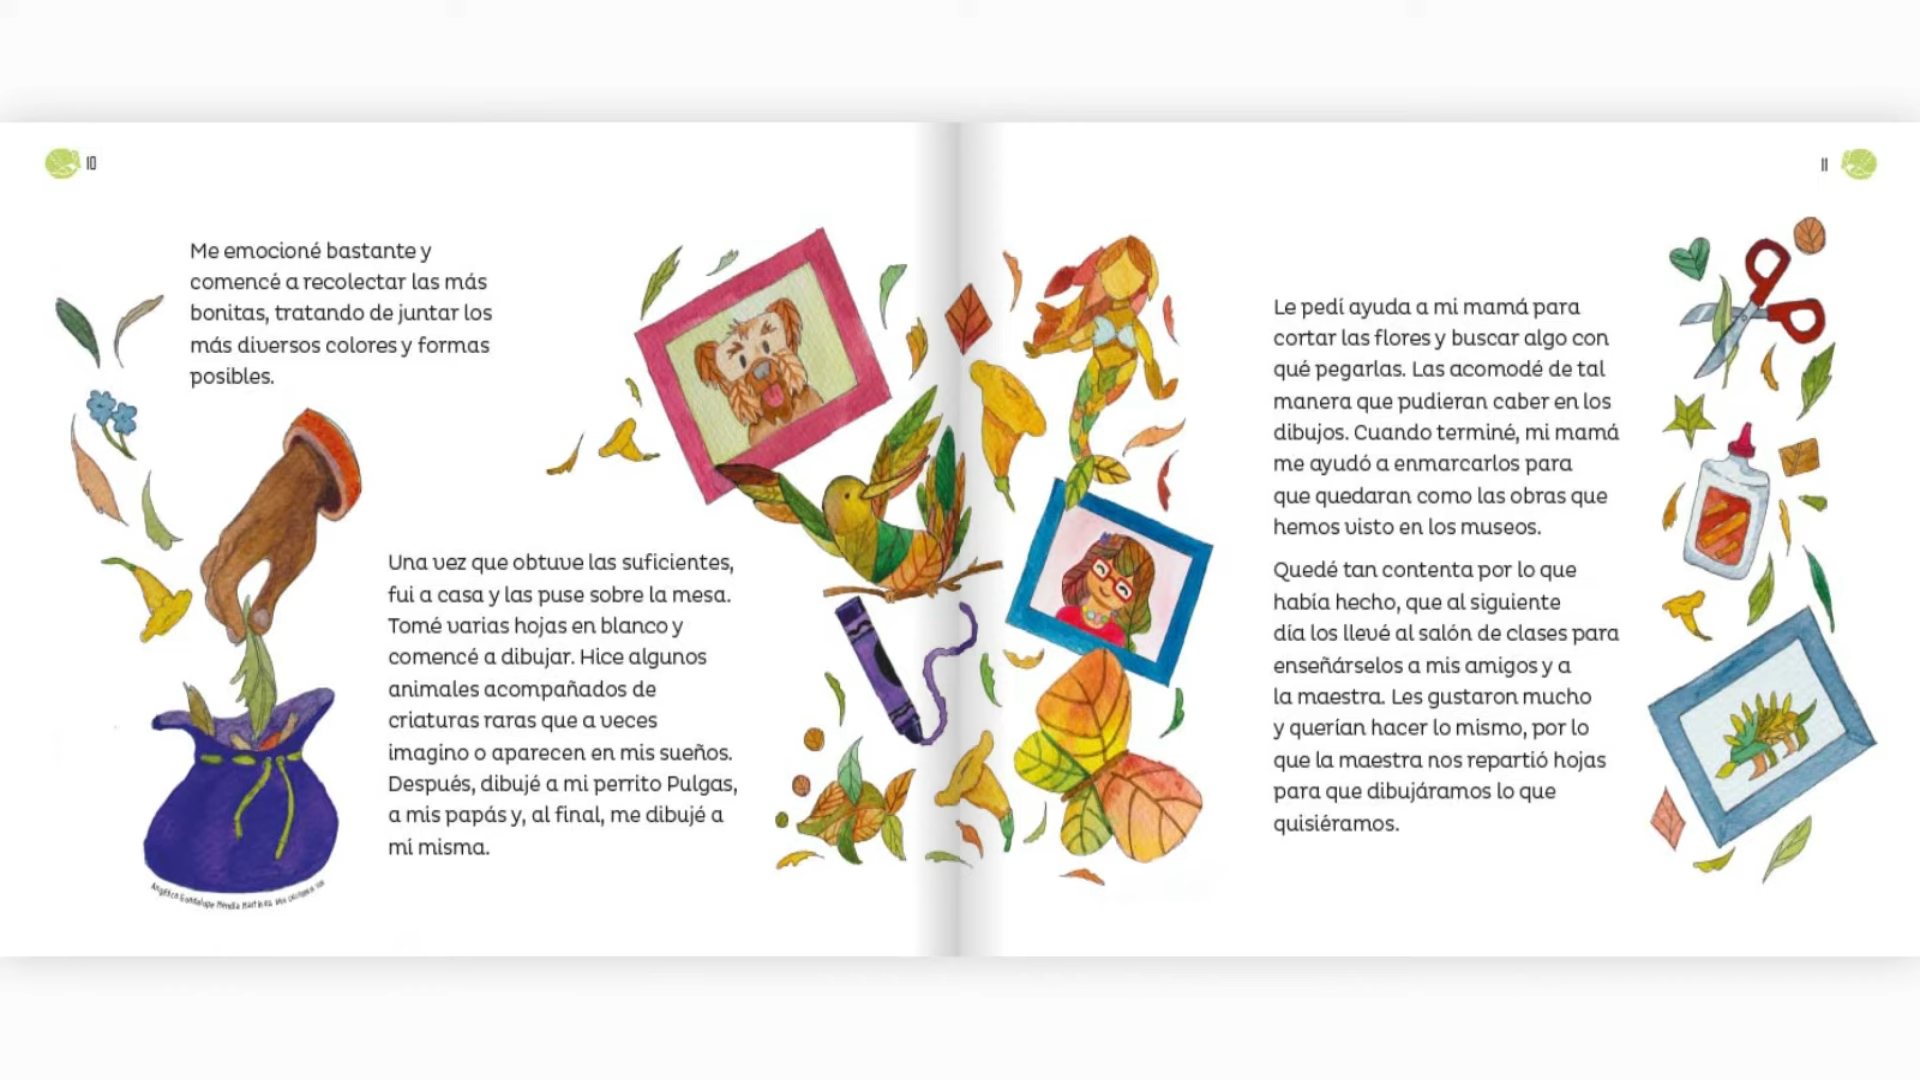 10
Me emocioné bastante y
comencé a recolectar las más
bonitas, tratando de juntar los
más diversos colores y formas
posibles.
Una vez que obtuve las suficientes,
fui a casa y las puse sobre la mesa.
Tomé varias hojas en blanco y
comencé a dibujar. Hice algunos
animales acompañados de
criaturas raras que a veces
imagino o aparecen en mis sueños.
Después, dibujé a mi perrito Pulgas,
a mis papás y, al final, me dibujé a
mí misma.
11
Le pedí ayuda a mi mamá para
cortar las flores y buscar algo con
qué pegarlas. Las acomodé de tal
manera que pudieran caber en los
dibujos. Cuando terminé, mi mamá
me ayudó a enmarcarlos para
que quedaran como las obras que
hemos visto en los museos.
Quedé tan contenta por lo que
había hecho, que al siguiente
día los llevé al salón de clases para
enseñárselos a mis amigos y a
la maestra. Les gustaron mucho
y querían hacer lo mismo, por lo
que la maestra nos repartió hojas
para que dibujáramos lo que
quisiéramos.